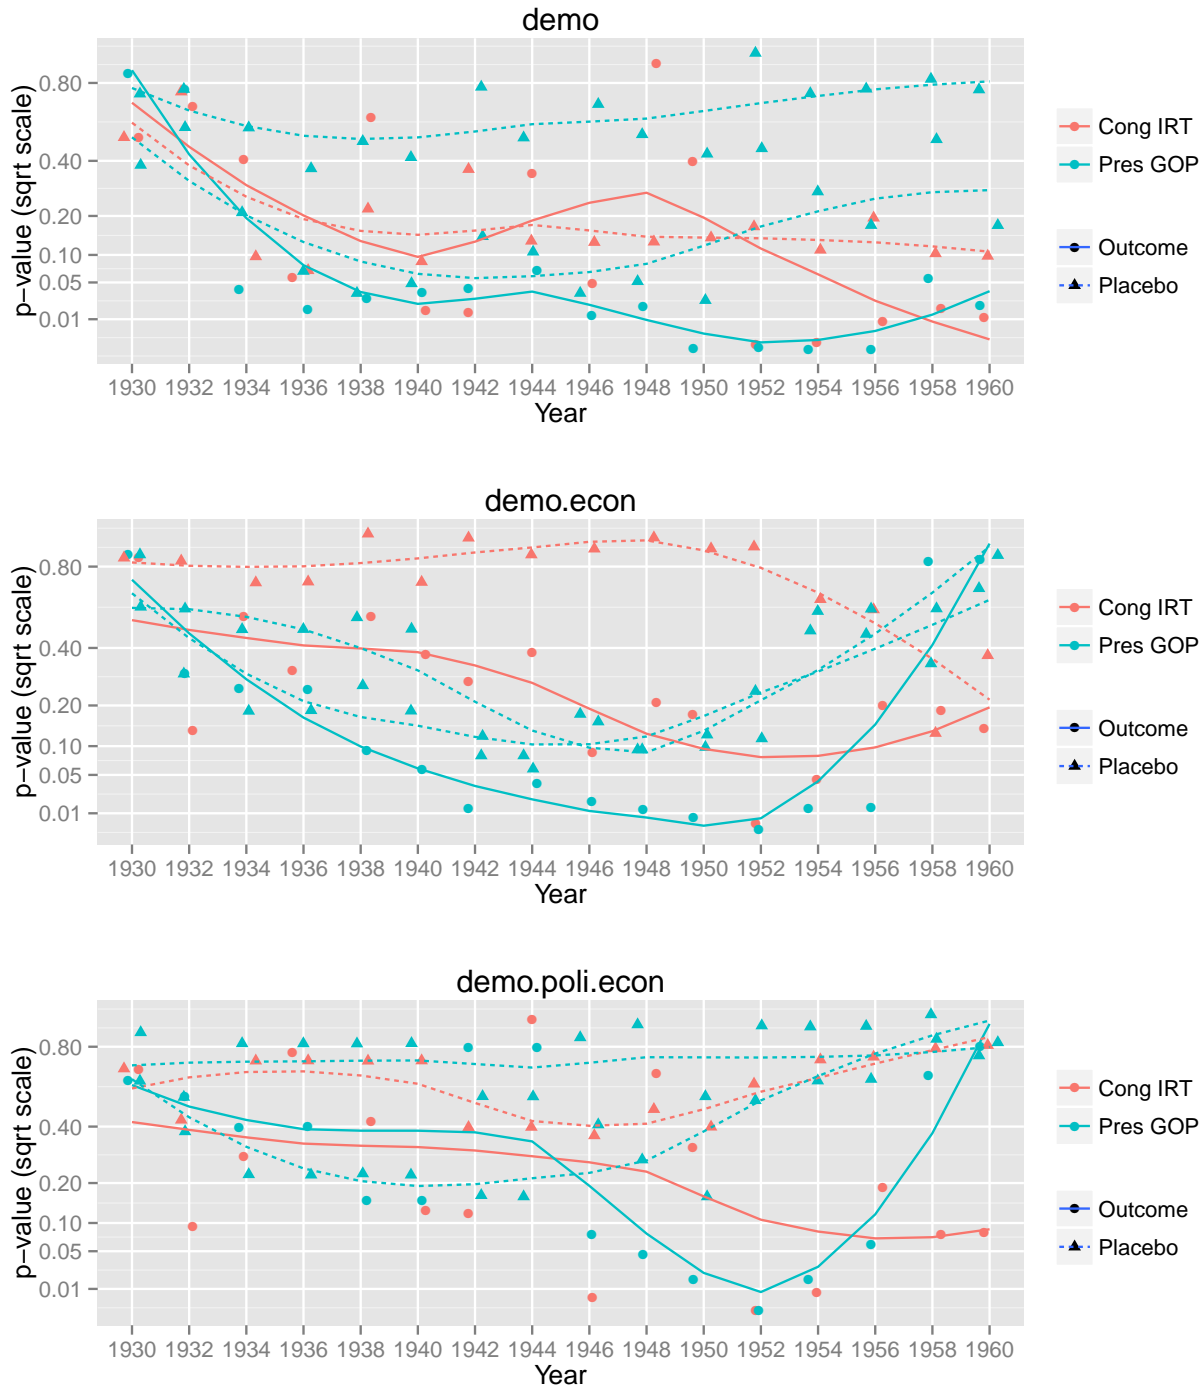 demo
p−value (sqrt scale)
0.80
0.40
0.20
0.10
0.05
0.01
1930 1932 1934 1936 1938 1940 1942 1944 1946 1948 1950 1952 1954 1956 1958 1960
Year
Cong IRT
Pres GOP
Outcome
Placebo
demo.econ
p−value (sqrt scale)
0.80
0.40
0.20
0.10
0.05
0.01
1930 1932 1934 1936 1938 1940 1942 1944 1946 1948 1950 1952 1954 1956 1958 1960
Year
Cong IRT
Pres GOP
Outcome
Placebo
demo.poli.econ
p−value (sqrt scale)
0.80
0.40
0.20
0.10
0.05
0.01
1930 1932 1934 1936 1938 1940 1942 1944 1946 1948 1950 1952 1954 1956 1958 1960
Year
Cong IRT
Pres GOP
Outcome
Placebo